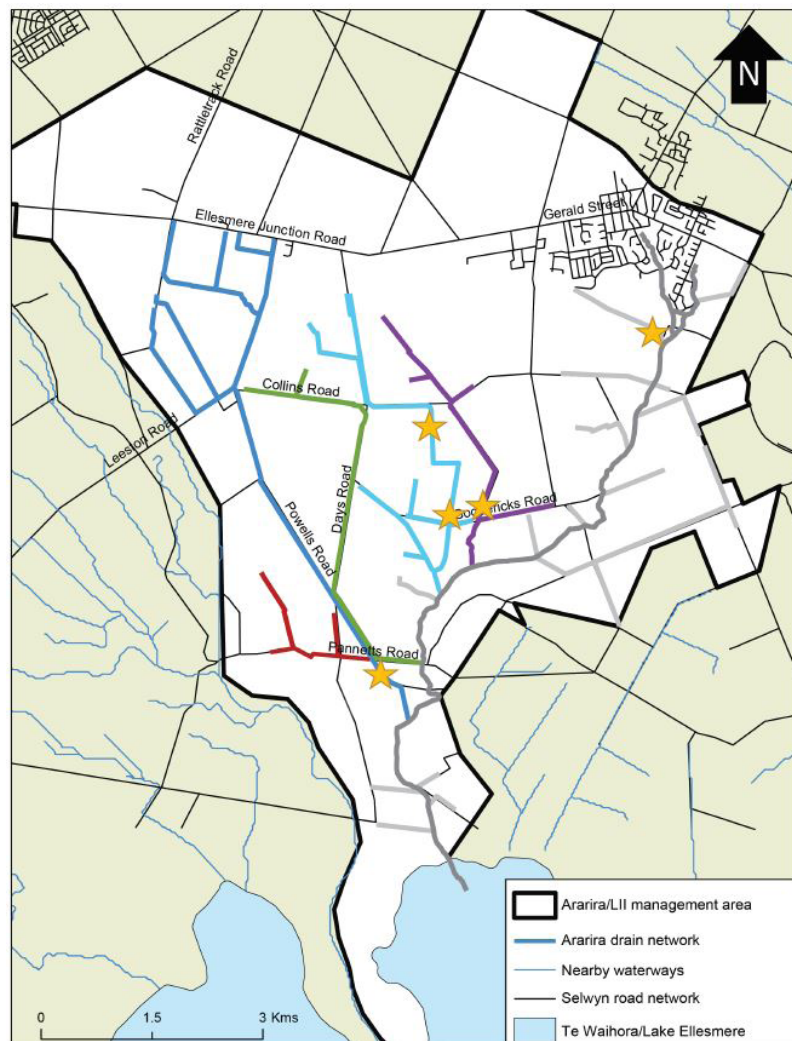 N
Rattletrack Road
Gerald Street
Ellesmere Junction Road
Collins Road
Leeston Road
Days Road
Powells Road
Road
Pannetts Road
Ararira/LII management area
Ararira drain network
Nearby waterways
Selwyn road network
Te Waihora/Lake Ellesmere
0 1.5 3 Kms